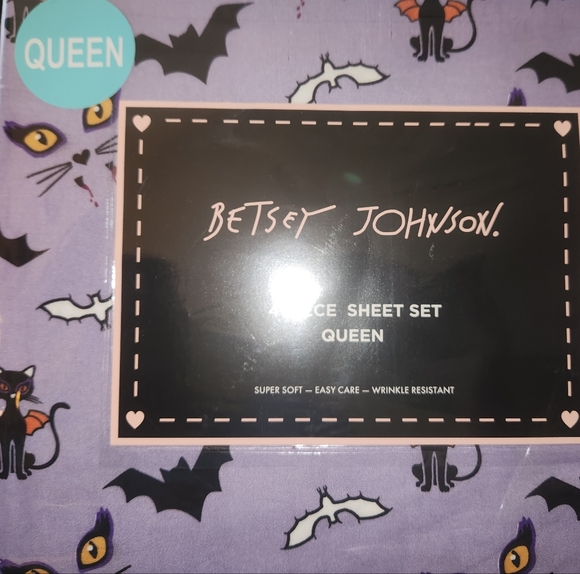 QUEEN
BETSEY JOHNSON.
SHEET SET
QUEEN
SUPER SOFT — EASY CARE — WRINKLE RESISTANT